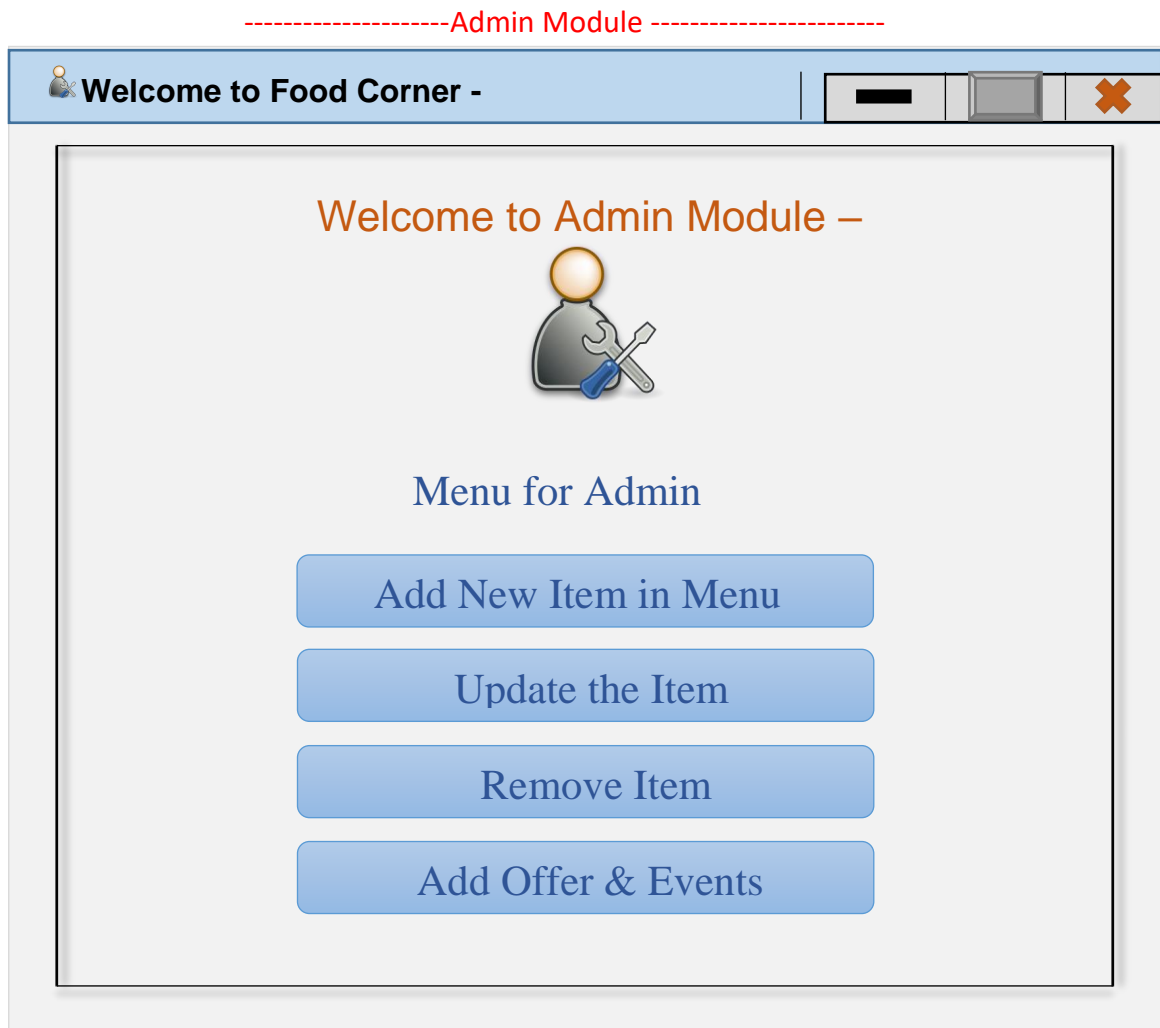 ---------------------Admin Module ------------------------
Welcome to Food Corner -
Welcome to Admin Module –
Menu for Admin
Add New Item in Menu
Update the Item
Remove Item
Add Offer & Events